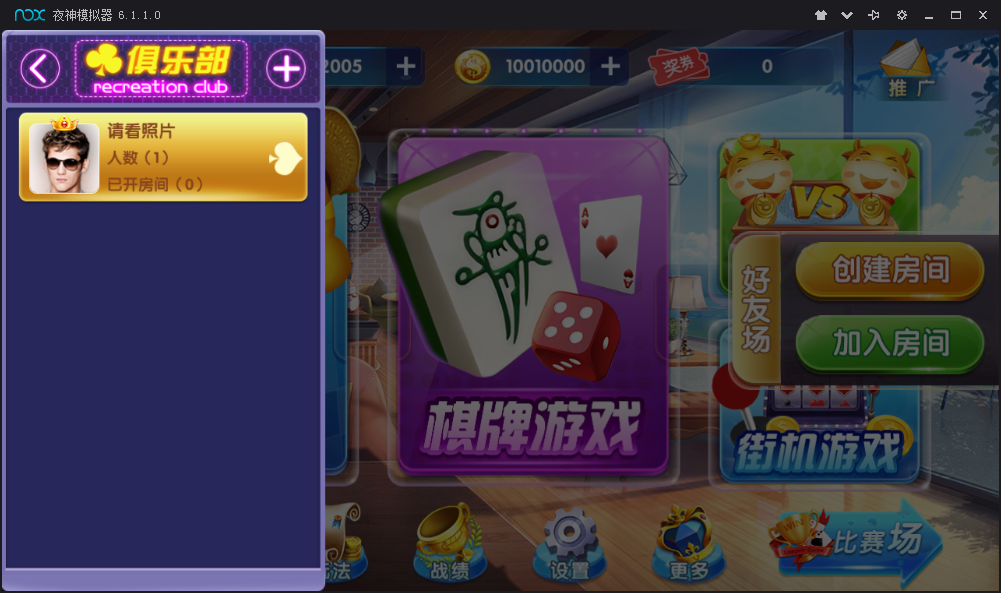 nox 夜神模拟器 6.1.1.0
俱乐部
recreation club
请看照片
人数（1）
已开房间（0）
2005
10010000
奖券
0
推广
棋牌游戏
VS
好友场
创建房间
加入房间
街机游戏
法
战绩
设置
更多
WIN
比赛场
A